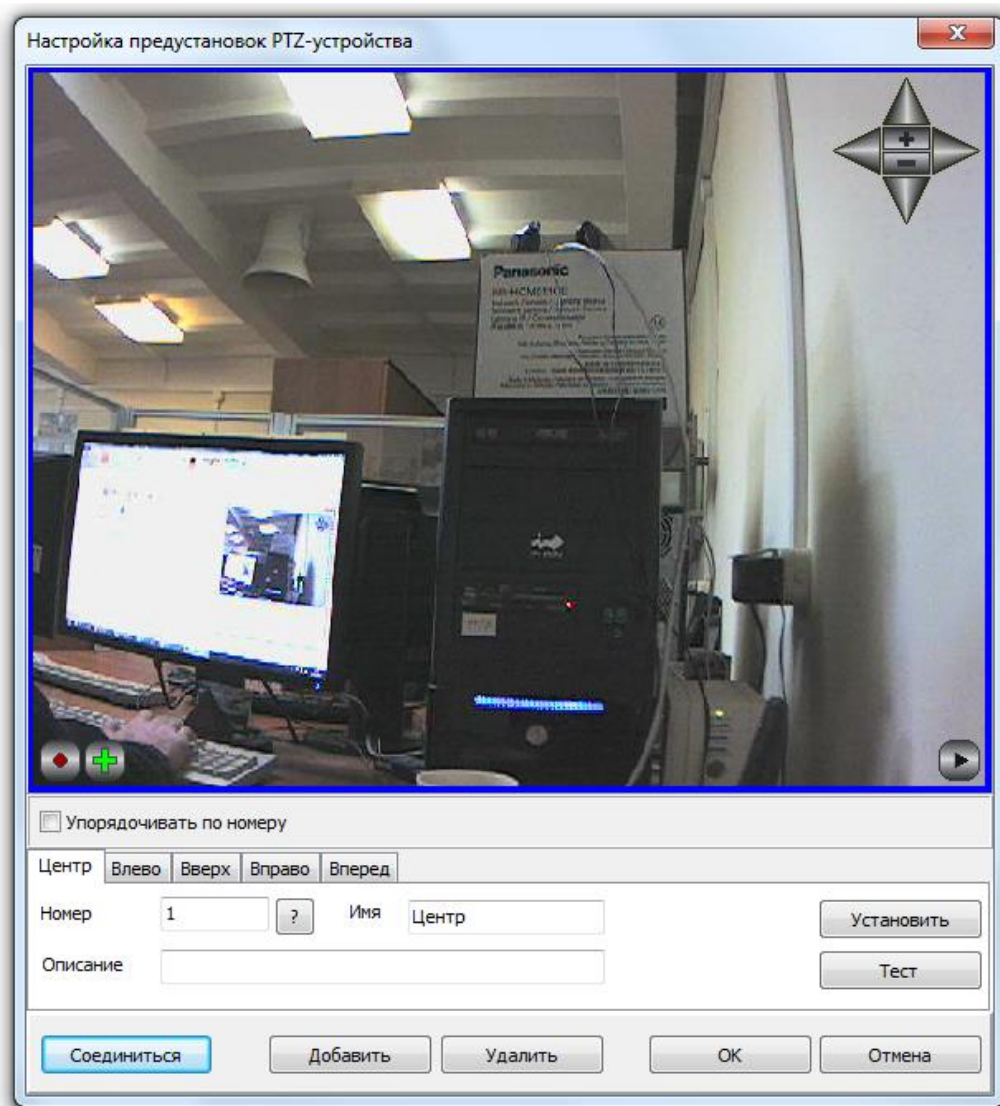 Настройка предустановок PTZ-устройства
Panasonic
Упорядочивать по номеру
Центр Влево Вверх Вправо Вперед
Номер 1 ? Имя Центр Установить
Описание Тест
Соединиться Добавить Удалить OK Отмена